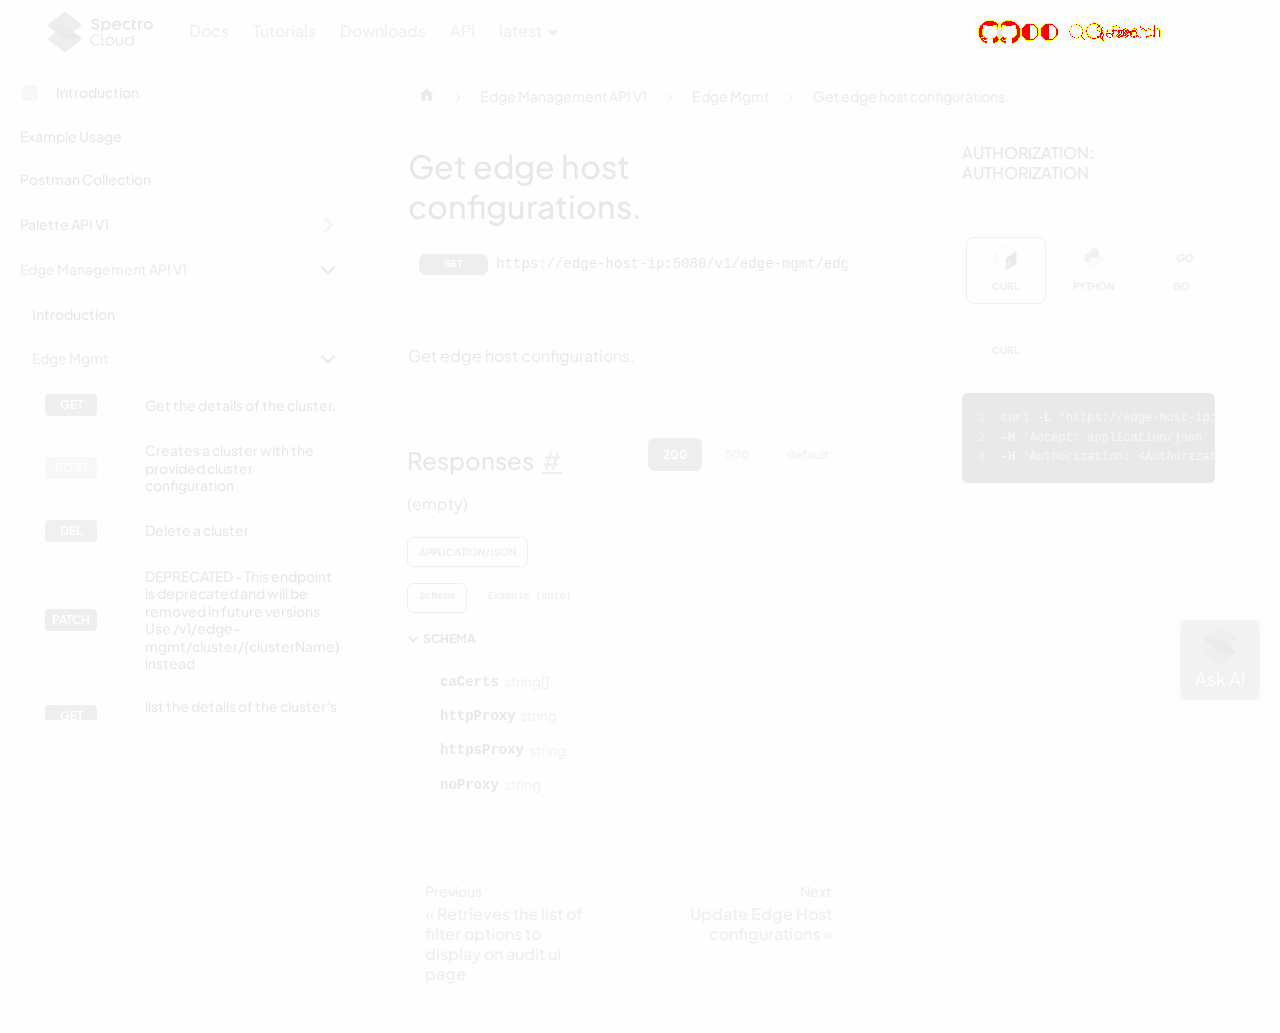 Spectro Cloud
Docs
Tutorials
Downloads
API
latest
Introduction
Example Usage
Postman Collection
Palette API V1
Edge Management API V1
Introduction
Edge Mgmt
GET
Get the details of the cluster.
POST
Creates a cluster with the
provided cluster
configuration
DEL
Delete a cluster
PATCH
DEPRECATED - This endpoint
is deprecated and will be
removed in future versions.
Use /v1/edge-
mgmt/cluster/{clusterName}
instead
GET
list the details of the cluster's
Edge Management API V1
Edge Mgmt
Get edge host configurations.
Get edge host
configurations.
GET
https://edge-host-ip:5080/v1/edge-mgmt/edg
Get edge host configurations.
Responses #
200
500
default
(empty)
APPLICATION/JSON
Schema
Example (auto)
SCHEMA
caCerts string[]
httpProxy string
httpsProxy string
noProxy string
Previous
« Retrieves the list of
filter options to
display on audit ui
page
Next
Update Edge Host
configurations »
AUTHORIZATION:
AUTHORIZATION
CURL
PYTHON
GO
GO
CURL
1 curl -L 'https://edge-host-ip:
2 -H 'Accept: application/json'
3 -H 'Authorization: <Authorizat
Ask AI